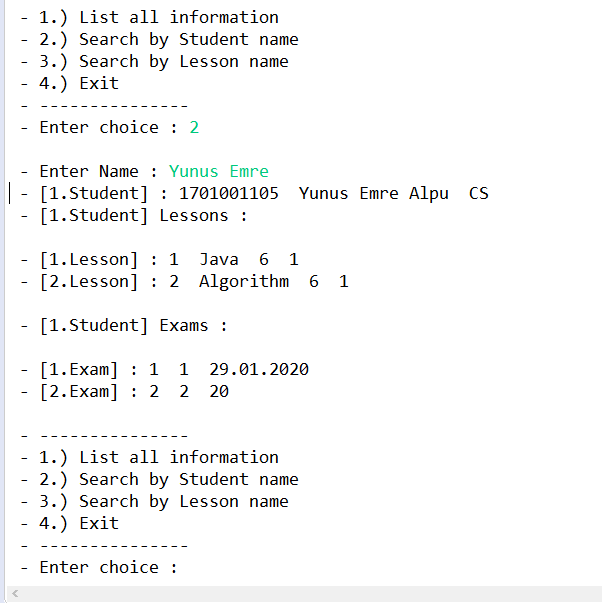 - 1.) List all information
- 2.) Search by Student name
- 3.) Search by Lesson name
- 4.) Exit
- ---------------
- Enter choice : 2
- Enter Name : Yunus Emre
- [1.Student] : 1701001105  Yunus Emre Alpu  CS
- [1.Student] Lessons :
- [1.Lesson] : 1  Java  6  1
- [2.Lesson] : 2  Algorithm  6  1
- [1.Student] Exams :
- [1.Exam] : 1  1  29.01.2020
- [2.Exam] : 2  2  20
- ---------------
- 1.) List all information
- 2.) Search by Student name
- 3.) Search by Lesson name
- 4.) Exit
- ---------------
- Enter choice :